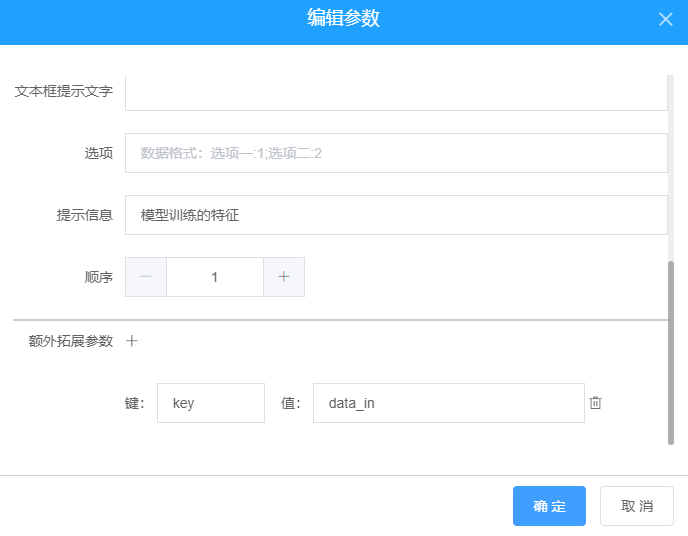 编辑参数
文本框提示文字
选项 数据格式：选项一:1;选项二:2
提示信息 模型训练的特征
顺序 1
额外拓展参数
键： key 值： data_in
确 定 取 消